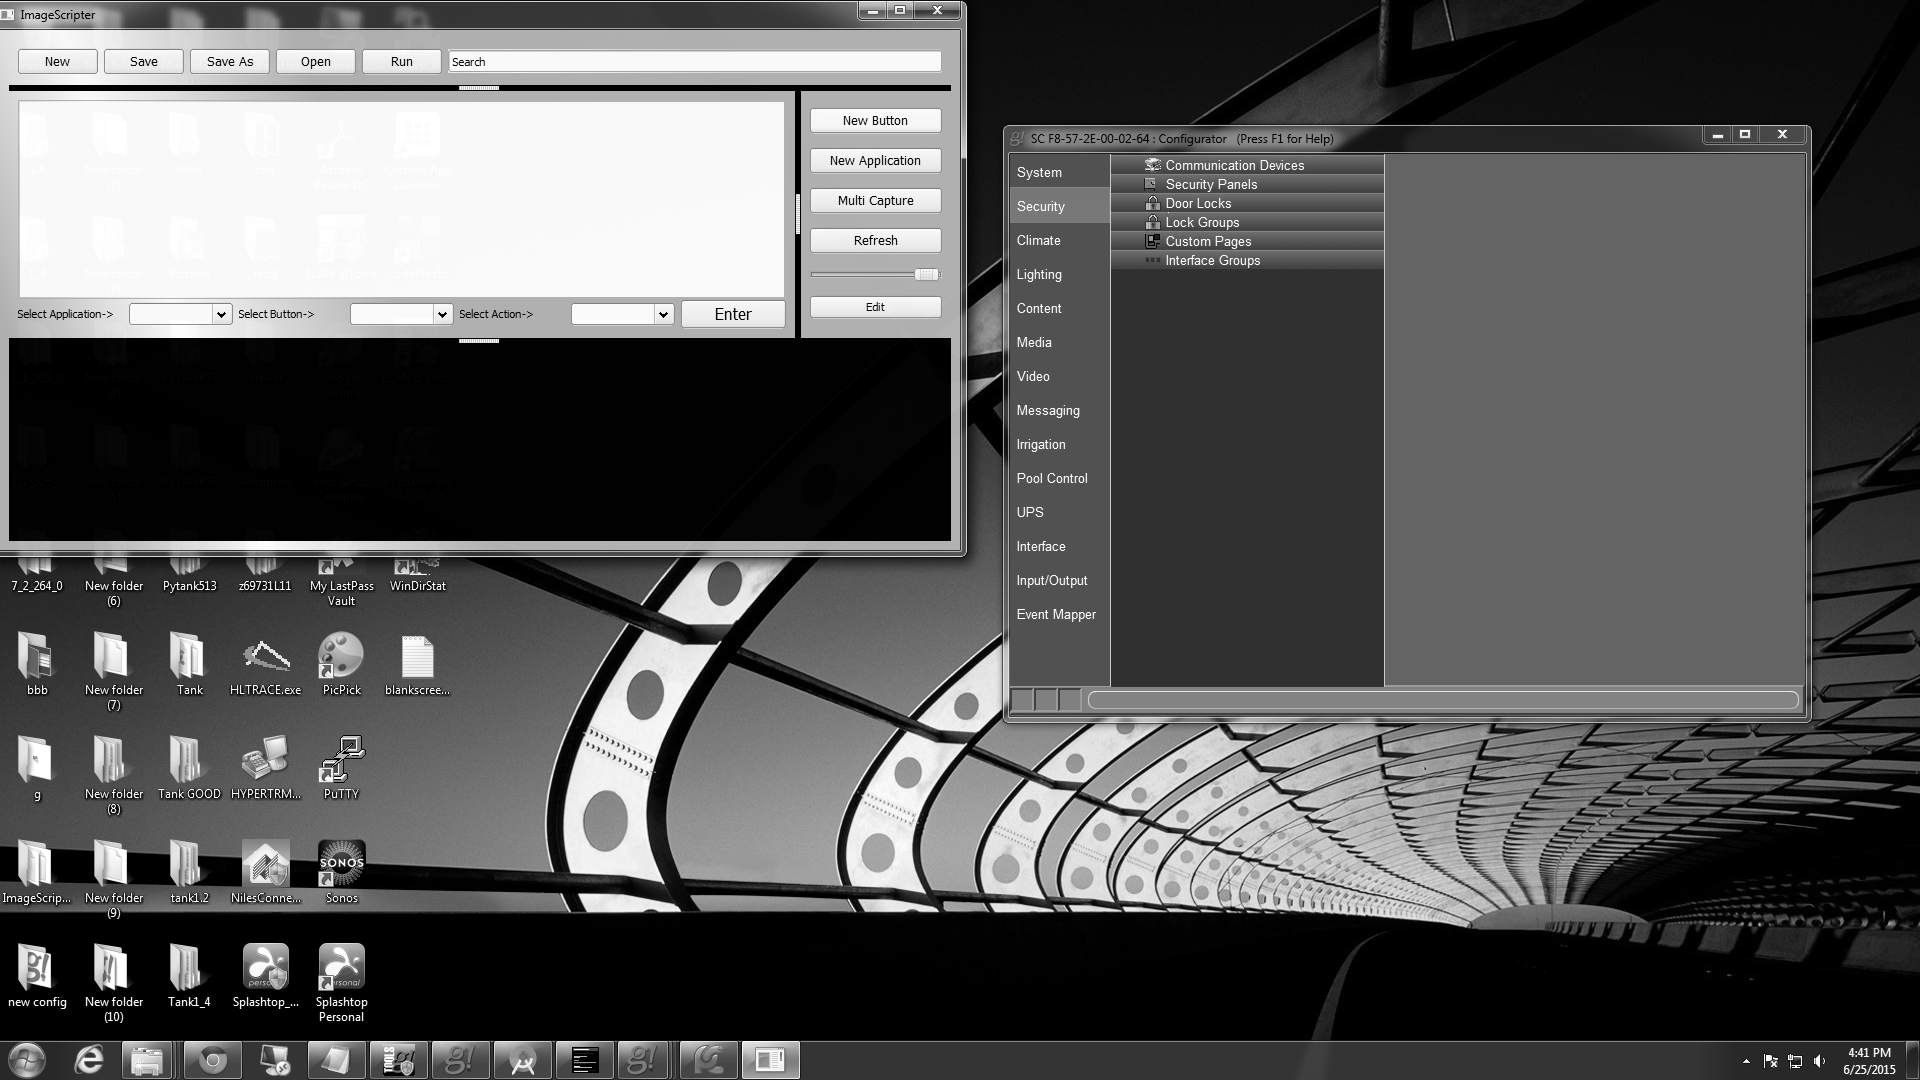 ImageScripter
New Save Save As Open Run Search
New Button
New Application
Multi Capture
Refresh
Edit
Select Application-> Select Button-> Select Action-> Enter
SC F8-57-2E-00-02-64 : Configurator (Press F1 for Help)
System
Security
Climate
Lighting
Content
Media
Video
Messaging
Irrigation
Pool Control
UPS
Interface
Input/Output
Event Mapper
Communication Devices
Security Panels
Door Locks
Lock Groups
Custom Pages
Interface Groups
7_2_264_0 New folder (6) Pytank513 z69731L11 My LastPass Vault WinDirStat
bbb New folder (7) Tank HLTRACE.exe PicPick blankscree...
g New folder (8) Tank GOOD HYPERTRM... PuTTY
ImageScrip... New folder (9) tank1.2 NilesConne... SONOS Sonos
new config New folder (10) Tank1_4 Splashtop_... Splashtop Personal
TOOLS g!
g!
g!
4:41 PM
6/25/2015